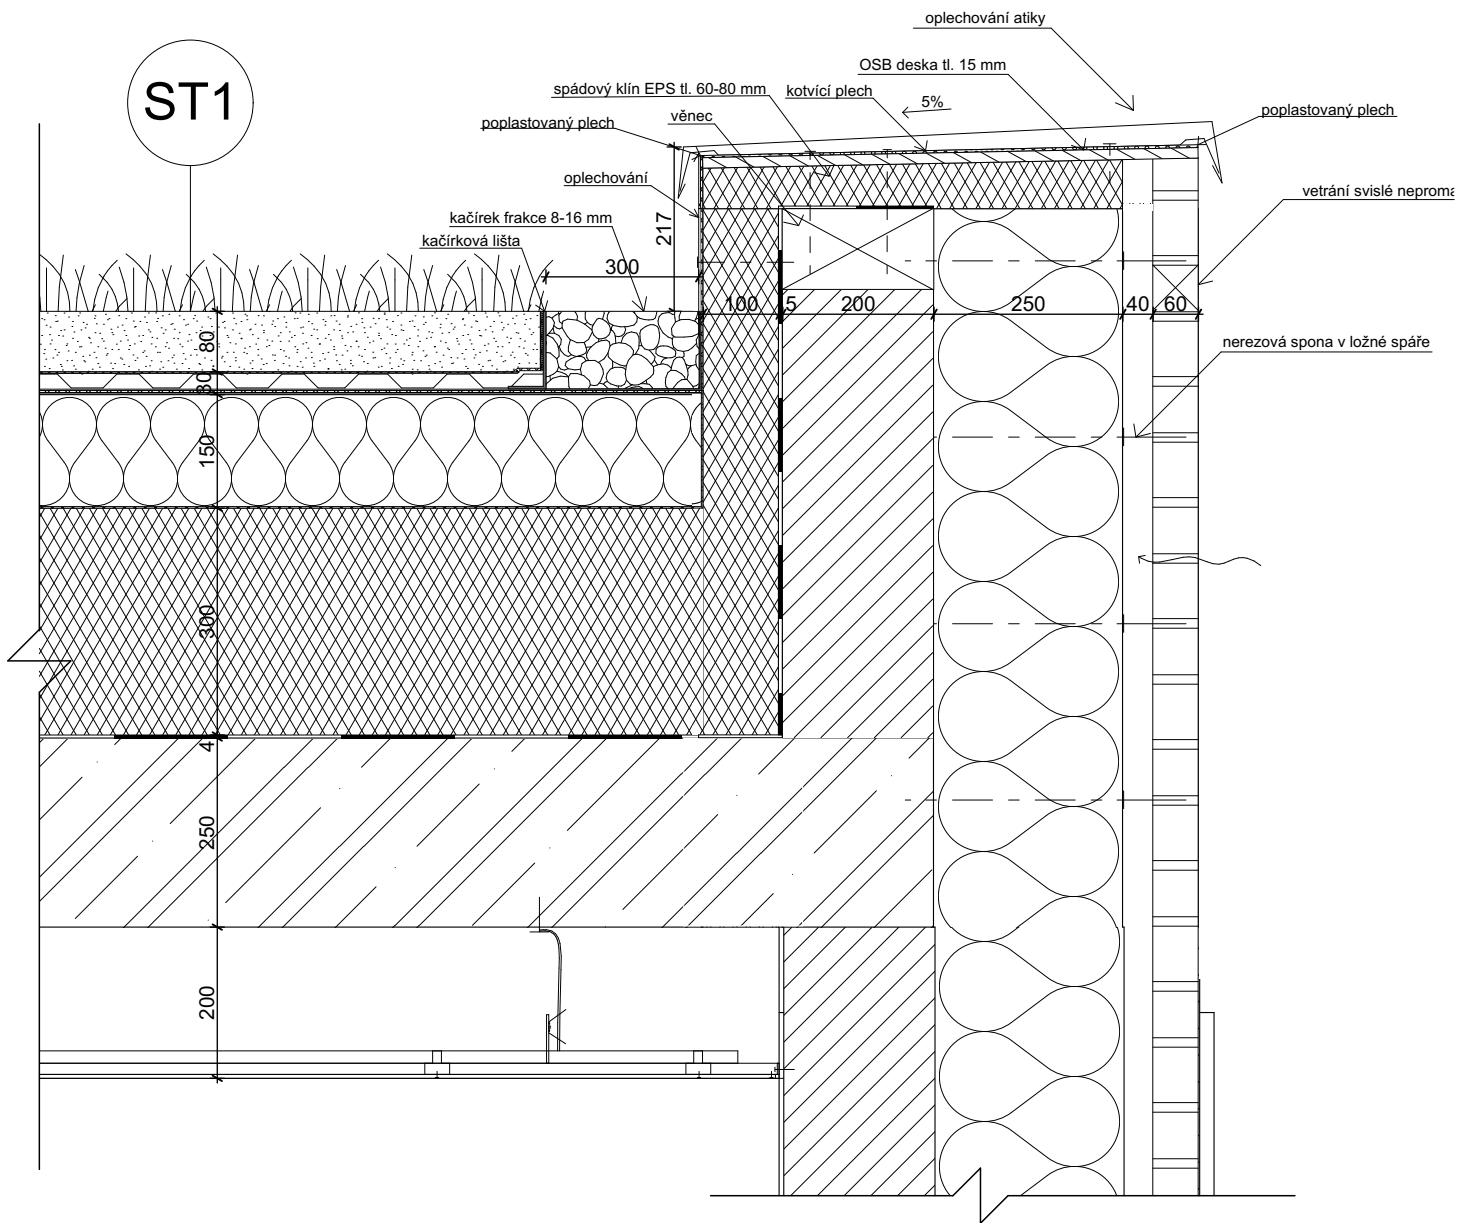 oplechování atiky
ST1
OSB deska tl. 15 mm
spádový klín EPS tl. 60-80 mm
kotvící plech
5%
věnec
poplastovaný plech
poplastovaný plech
oplechování
vetrání svislé neproma
kačírek frakce 8-16 mm
217
kačírková lišta
300
100
5
200
250
40
60
80
nerezová spona v ložné spáře
30
150
300
4
250
200